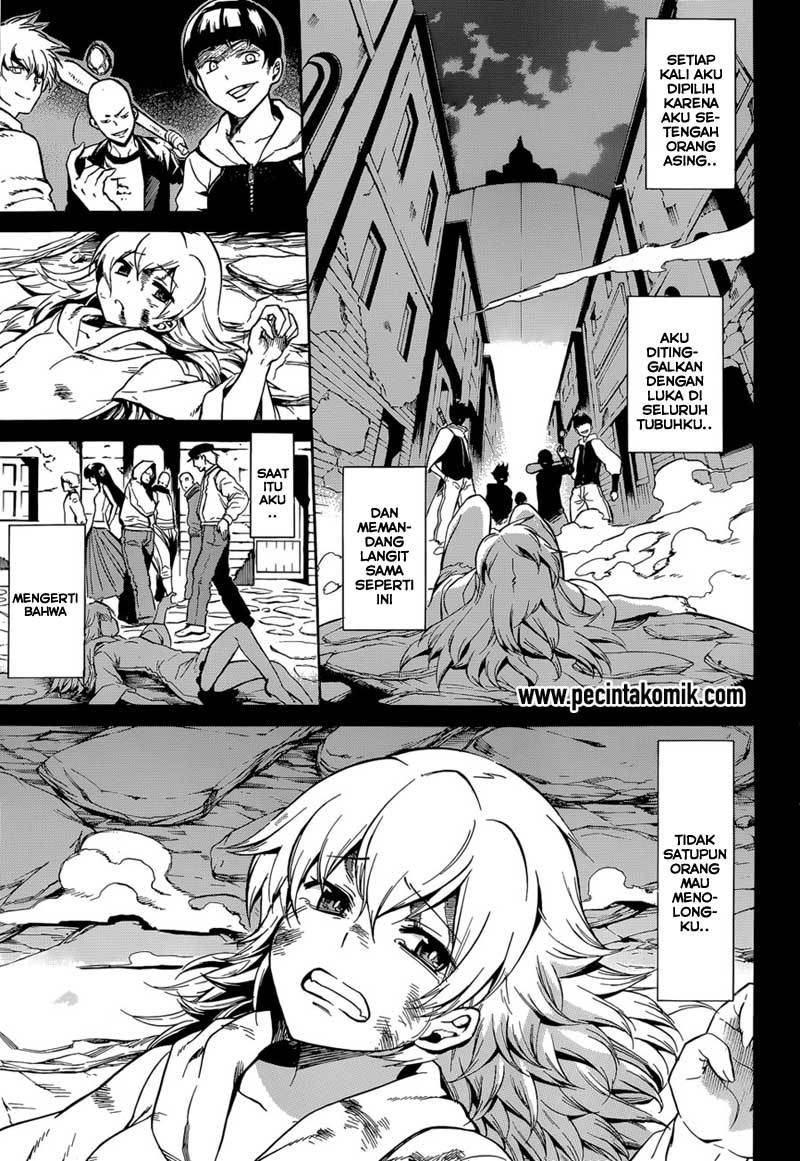 SETIAP
KALI AKU
DIPILIH
KARENA
AKU SE-
TENGAH
ORANG
ASING..
AKU
DITING-
GALKAN
DENGAN
LUKA DI
SELURUH
TUBUHKU..
DAN
MEMAN-
DANG
LANGIT
SAMA
SEPERTI
INI
SAAT
ITU AKU
..
MENGERTI
BAHWA
www.pecintakomik.com
TIDAK
SATUPUN
ORANG
MAU
MENO-
LONG-
KU..